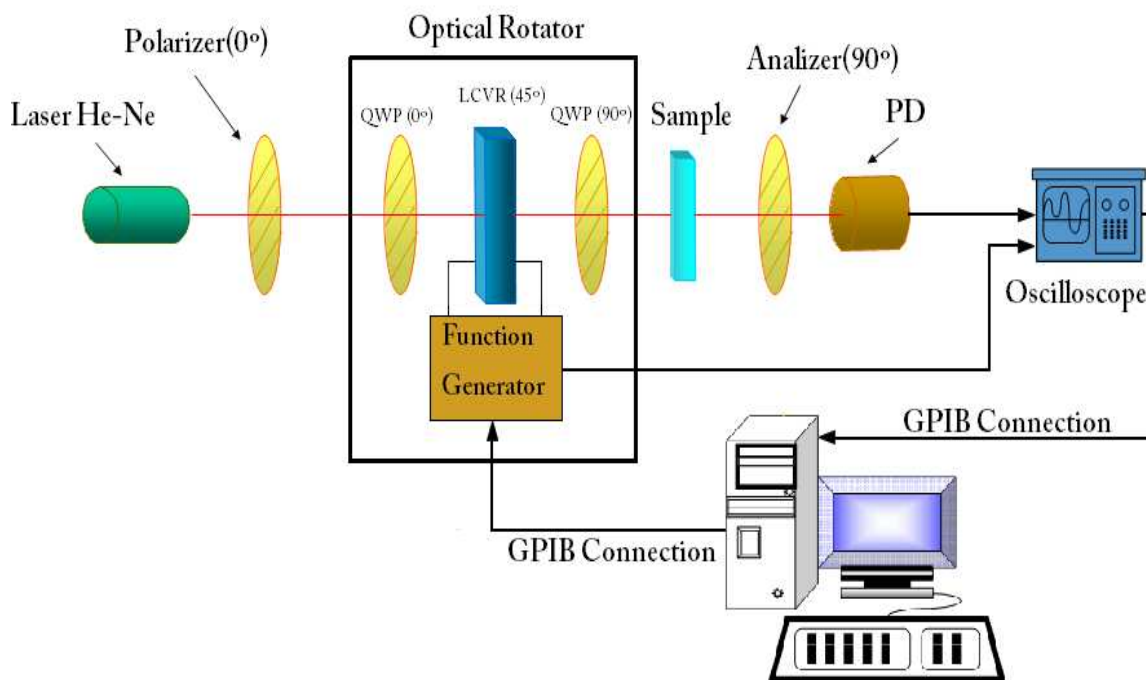 Optical Rotator
Polarizer(0º)
Analizer(90º)
Laser He-Ne
QWP (0º)
LCVR (45º)
QWP (90º)
Sample
PD
Oscilloscope
Function
Generator
GPIB Connection
GPIB Connection